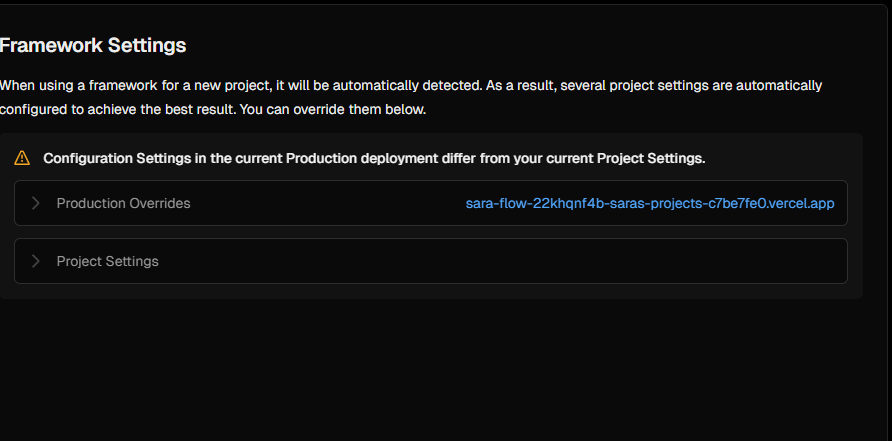 Framework Settings
When using a framework for a new project, it will be automatically detected. As a result, several project settings are automatically
configured to achieve the best result. You can override them below.
Configuration Settings in the current Production deployment differ from your current Project Settings.
Production Overrides sara-flow-22khqnf4b-saras-projects-c7be7fe0.vercel.app
Project Settings